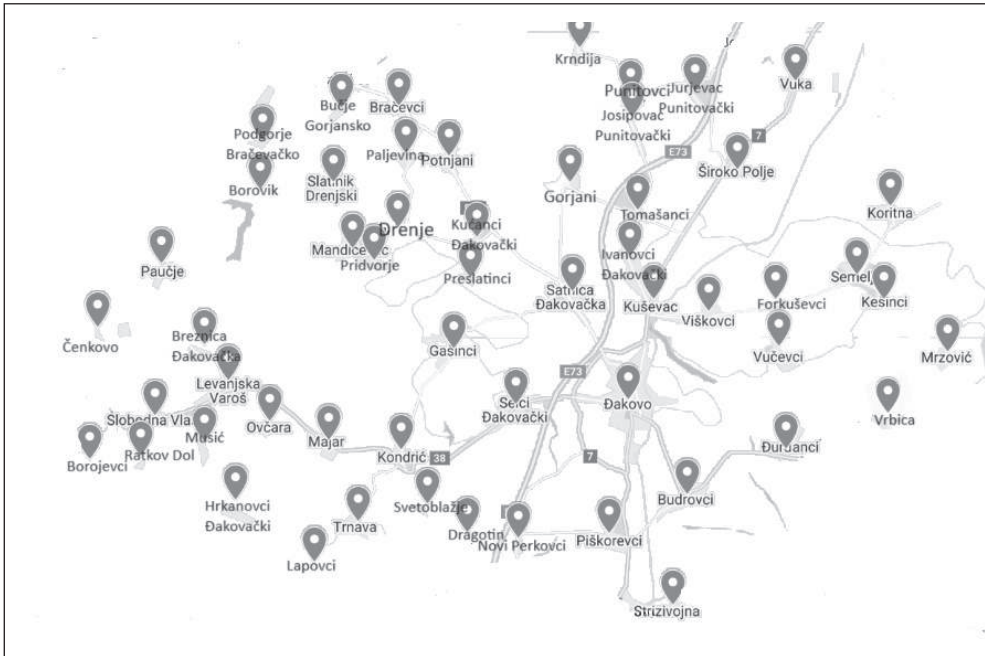 Krndija
Punitovci
Jurjevac
Punitovački
Josipovac
Punitovački
Vuka
Bučje
Gorjansko
Bračevci
Podgorje
Bračevačko
Paljevina
Potnjani
7
E73
Široko Polje
Borovik
Slatinik
Drenjski
Gorjani
Tomašanci
Koritna
Drenje
Kućanci
Đakovački
Mandićevac
Pridvorje
Preslatinci
Ivanovci
Đakovački
Paučje
Satnica
Đakovačka
Kuševac
Viškovci
Forkuševci
Semelj
Kešinci
Čenkovo
Breznica
Đakovačka
Gašinci
Vučevci
Mrzović
Levanjska
Varoš
E73
Slobodna Vla
Musić
Ovčara
Majar
Selci
Đakovački
Đakovo
Vrbica
Borojevci
Ratkov Dol
Kondrić
38
7
Đurđanci
Hrkanovci
Đakovački
Trnava
Svetoblažje
Budrovci
Lapovci
Dragotin
Novi Perkovci
Piškorevci
Strizivojna